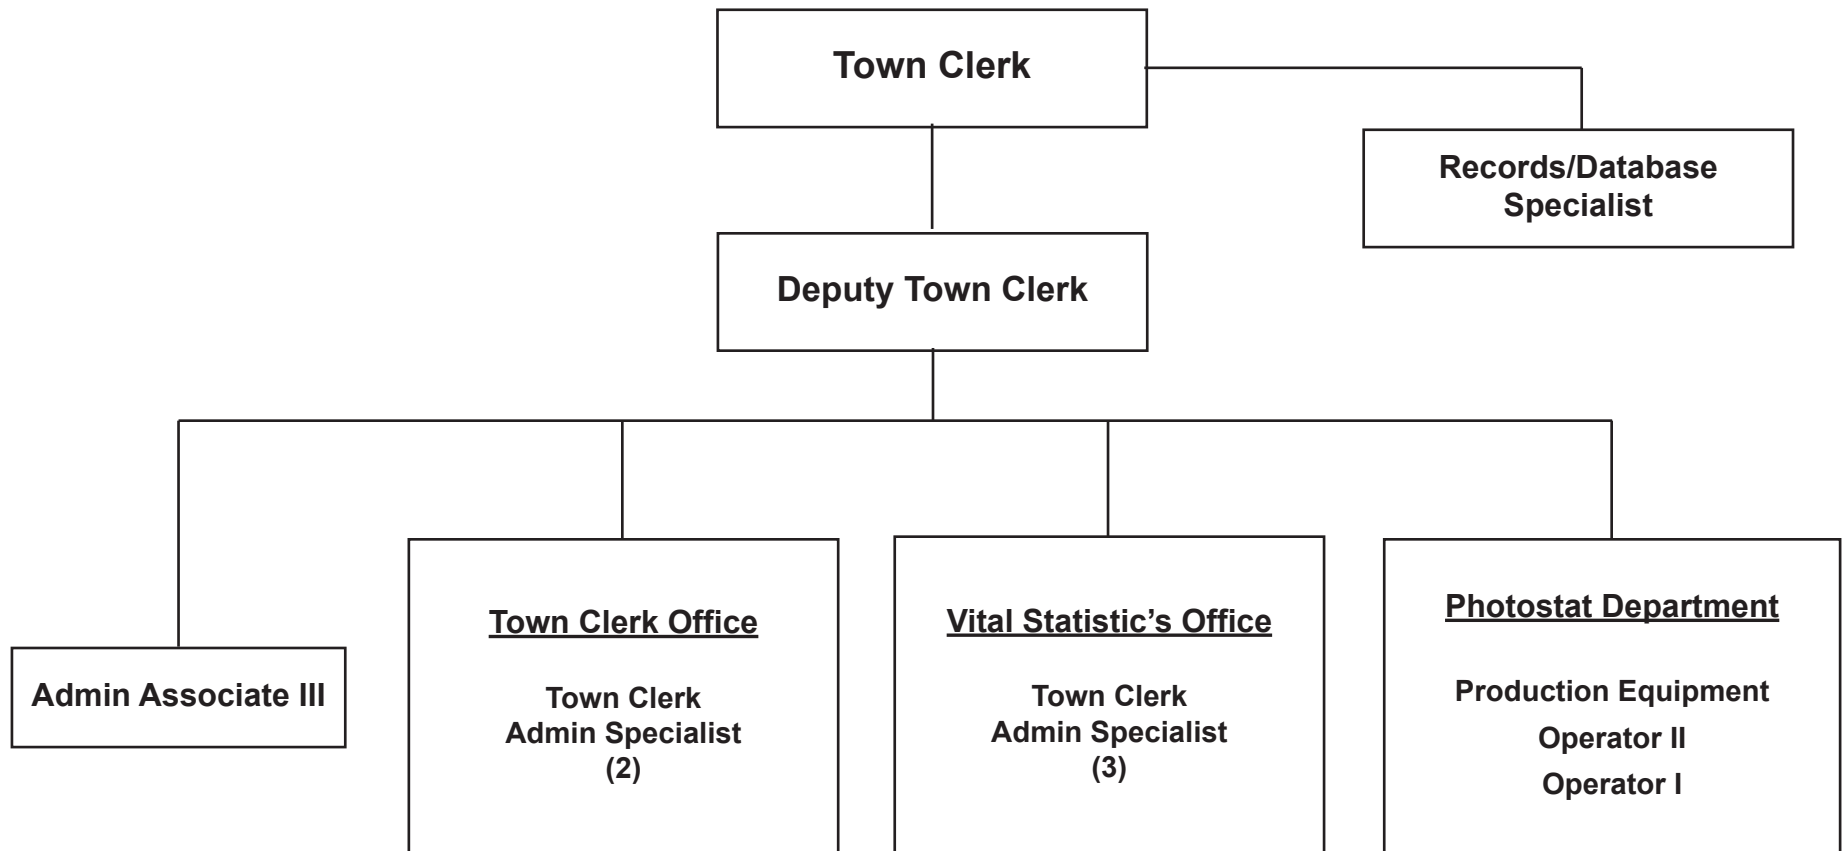 Town Clerk
Records/Database
Specialist
Deputy Town Clerk
Admin Associate III
Town Clerk Office
Town Clerk
Admin Specialist
(2)
Vital Statistic’s Office
Town Clerk
Admin Specialist
(3)
Photostat Department
Production Equipment
Operator II
Operator I